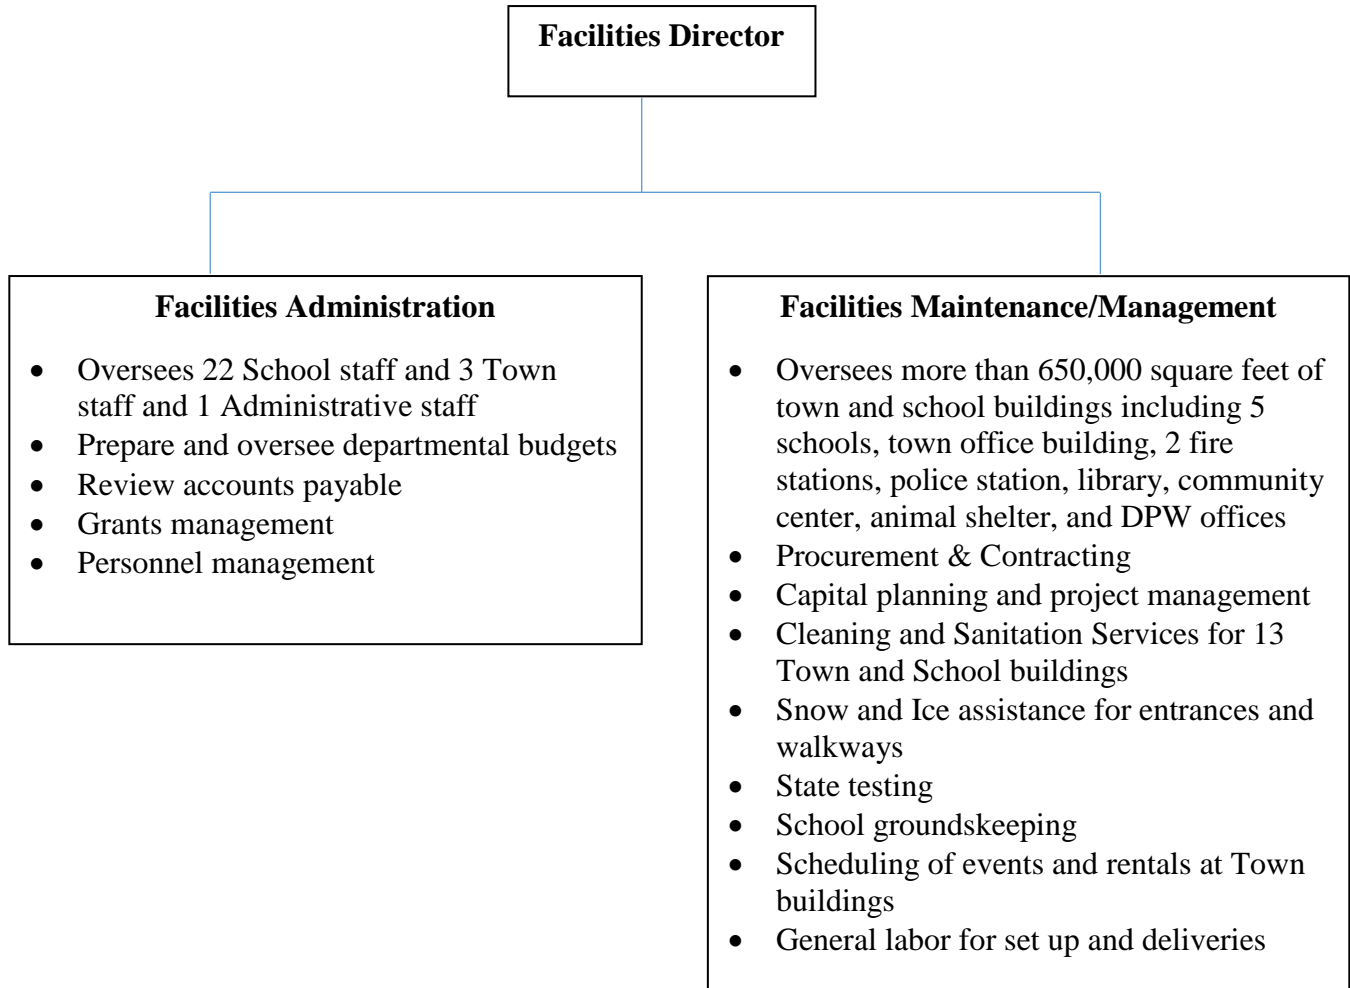 Facilities Director
Facilities Administration
• Oversees 22 School staff and 3 Town
staff and 1 Administrative staff
• Prepare and oversee departmental budgets
• Review accounts payable
• Grants management
• Personnel management
Facilities Maintenance/Management
• Oversees more than 650,000 square feet of
town and school buildings including 5
schools, town office building, 2 fire
stations, police station, library, community
center, animal shelter, and DPW offices
• Procurement & Contracting
• Capital planning and project management
• Cleaning and Sanitation Services for 13
Town and School buildings
• Snow and Ice assistance for entrances and
walkways
• State testing
• School groundskeeping
• Scheduling of events and rentals at Town
buildings
• General labor for set up and deliveries